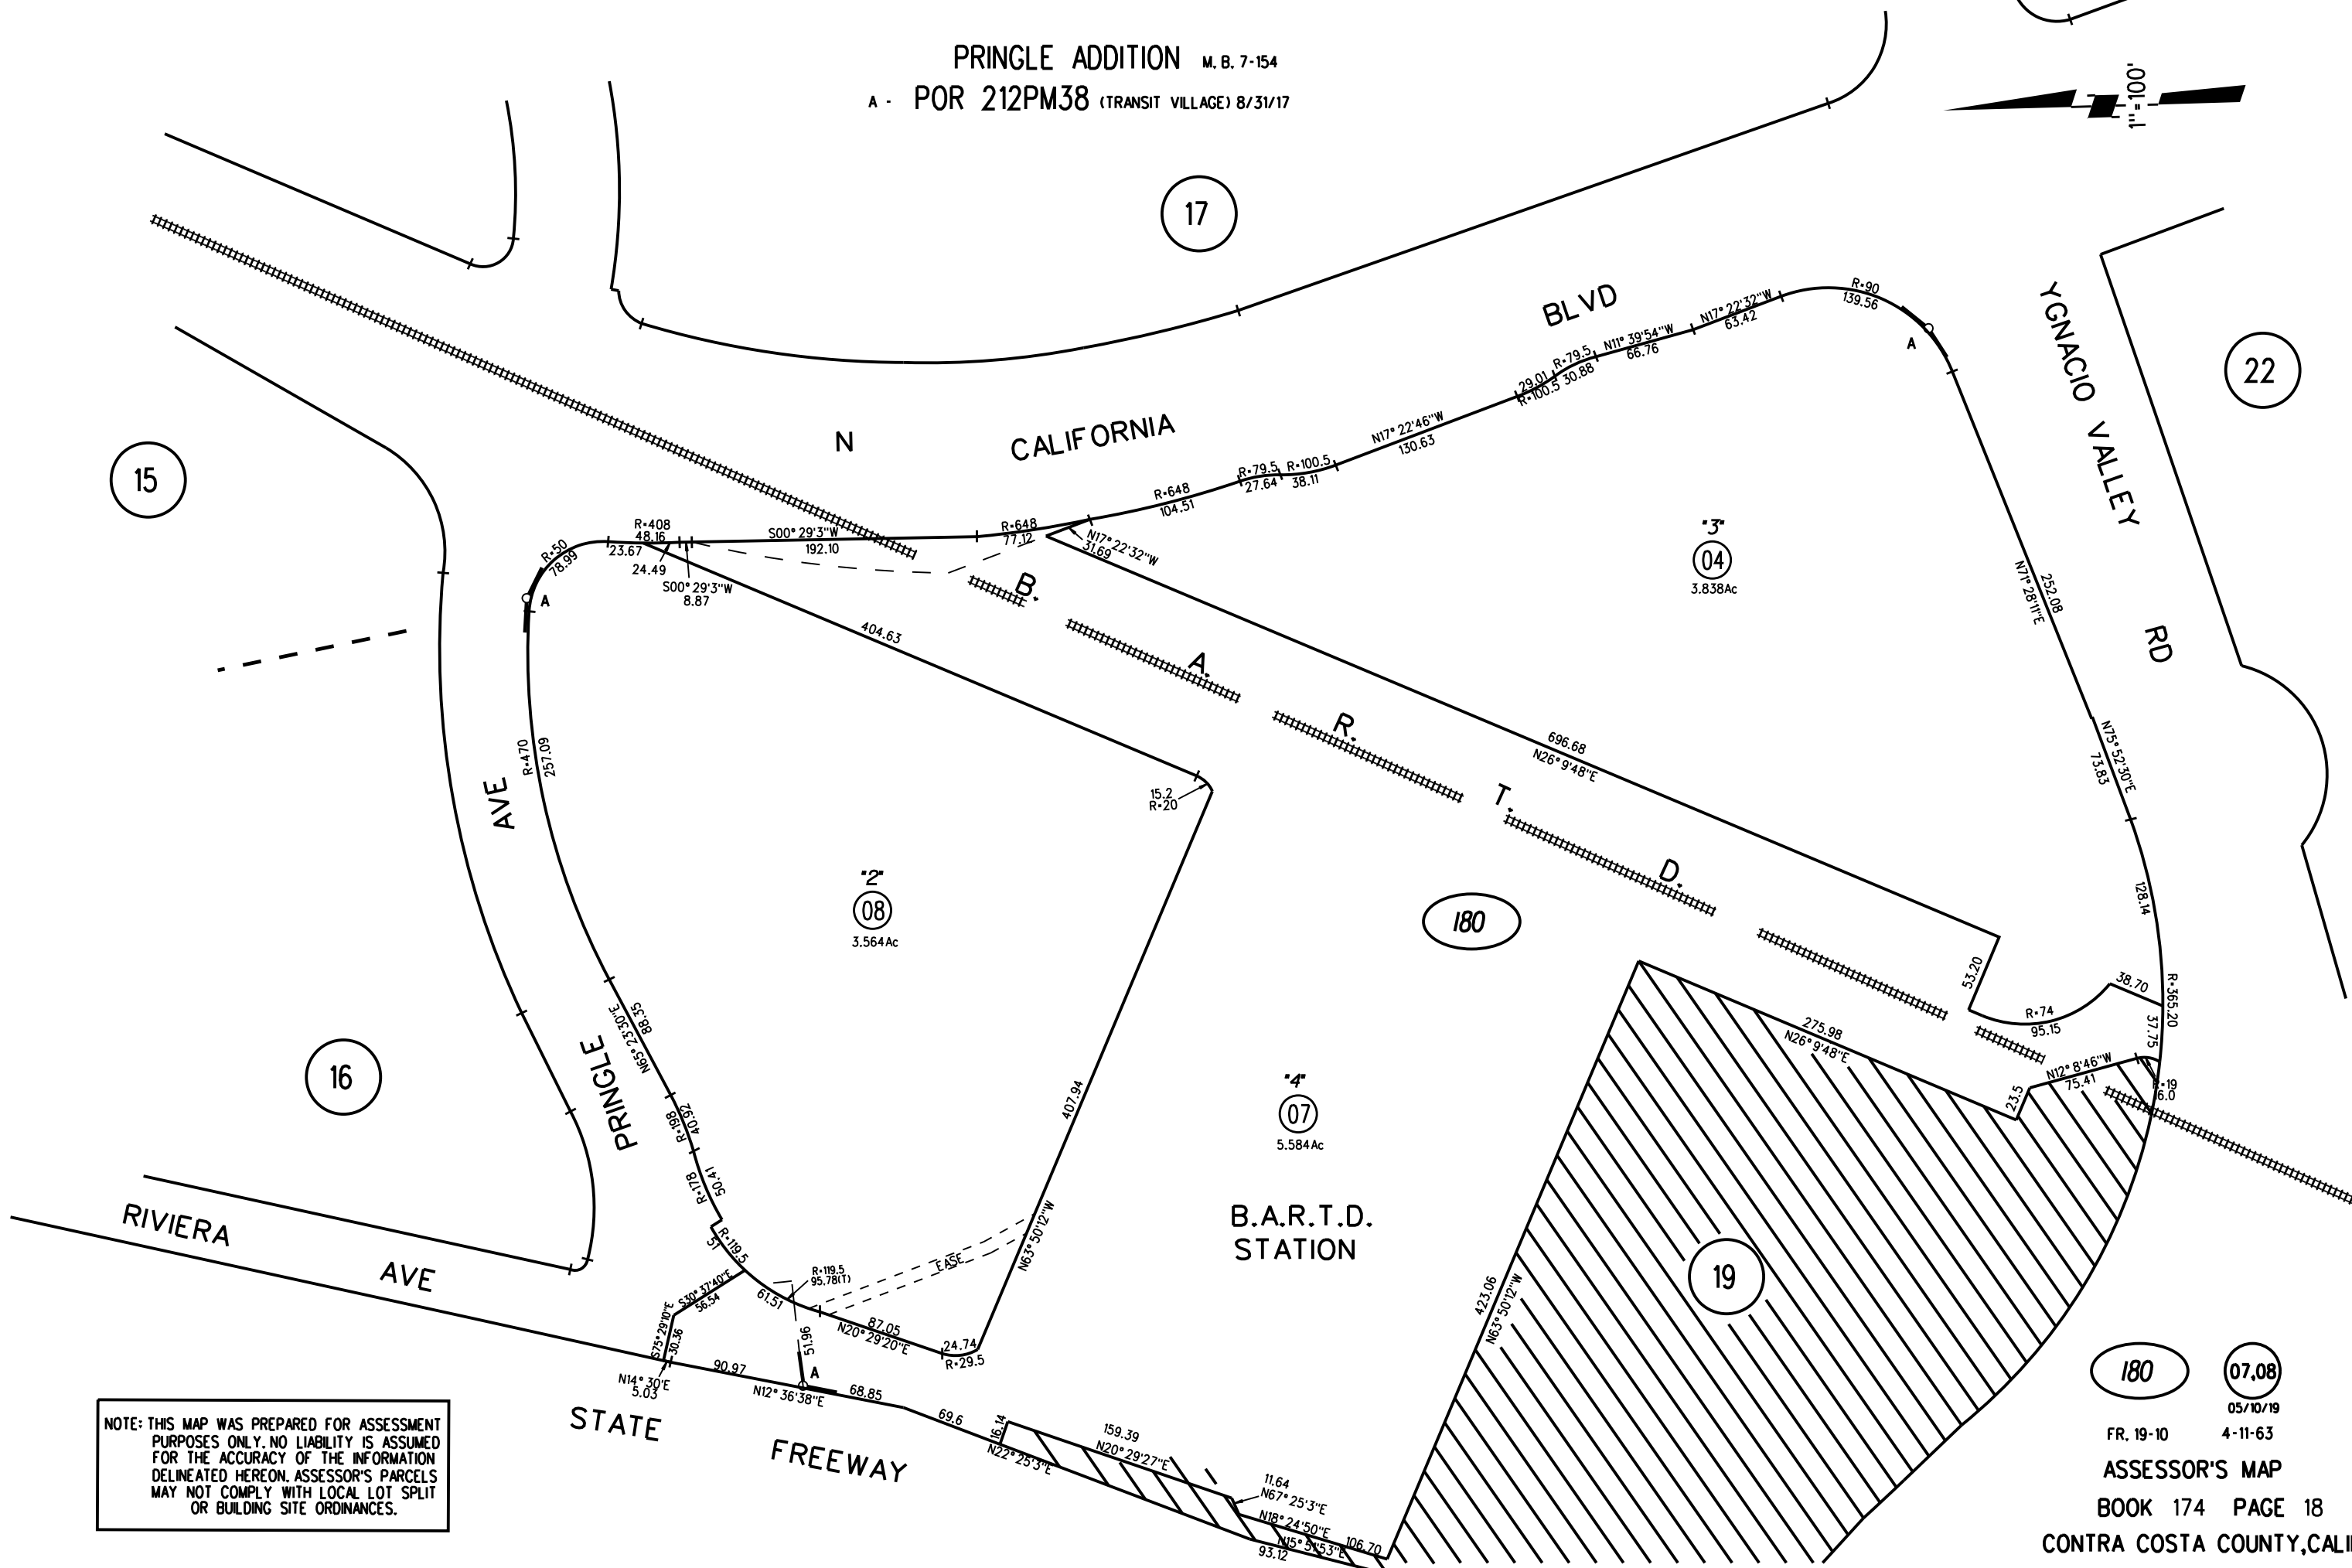 PRINGLE ADDITION M.B. 7-154
A - POR 212PM38 (TRANSIT VILLAGE) 8/31/17
1"=100'
17
15
16
22
N CALIFORNIA BLVD
YGNACIO VALLEY RD
PRINGLE AVE
RIVIERA AVE
STATE FREEWAY
B. A. R. T. D.
R=50
78.99
A
23.67
R=408
48.16
24.49
S00°29'3"W
8.87
S00°29'3"W
192.10
R=648
77.12
N17°22'32"W
31.69
R=648
104.51
R=79.5
27.64
R=100.5
38.11
N17°22'46"W
130.63
29.01
R=100.5
R=79.5
30.88
N11°39'54"W
66.76
N17°22'32"W
63.42
R=90
139.56
A
252.08
N71°28'11"E
N75°52'30"E
73.83
128.14
R=365.20
38.70
37.75
R=74
95.15
53.20
696.68
N26°9'48"E
"3"
04
3.838Ac
404.63
15.2
R=20
R=470
257.09
"2"
08
3.564Ac
88.35
N65°23'30"E
40.92
R=198
50.41
R=178
R=119.5
51
R=119.5
95.78(T)
61.51
S30°37'40"E
56.54
S75°29'10"E
30.36
N14°30'E
5.03
90.97
51.96
A
N12°36'38"E
68.85
87.05
N20°29'20"E
24.74
R=29.5
EASE
407.94
N63°50'12"W
180
"4"
07
5.584Ac
B.A.R.T.D.
STATION
423.06
N63°50'12"W
275.98
N26°9'48"E
23.5
N12°8'46"W
75.41
R=19
6.0
19
69.6
16.14
N22°25'3"E
159.39
N20°29'27"E
11.64
N67°25'3"E
N18°24'50"E
106.70
N15°51'53"E
93.12
NOTE: THIS MAP WAS PREPARED FOR ASSESSMENT
PURPOSES ONLY. NO LIABILITY IS ASSUMED
FOR THE ACCURACY OF THE INFORMATION
DELINEATED HEREON. ASSESSOR'S PARCELS
MAY NOT COMPLY WITH LOCAL LOT SPLIT
OR BUILDING SITE ORDINANCES.
180 07,08
05/10/19
FR. 19-10 4-11-63
ASSESSOR'S MAP
BOOK 174 PAGE 18
CONTRA COSTA COUNTY,CALI